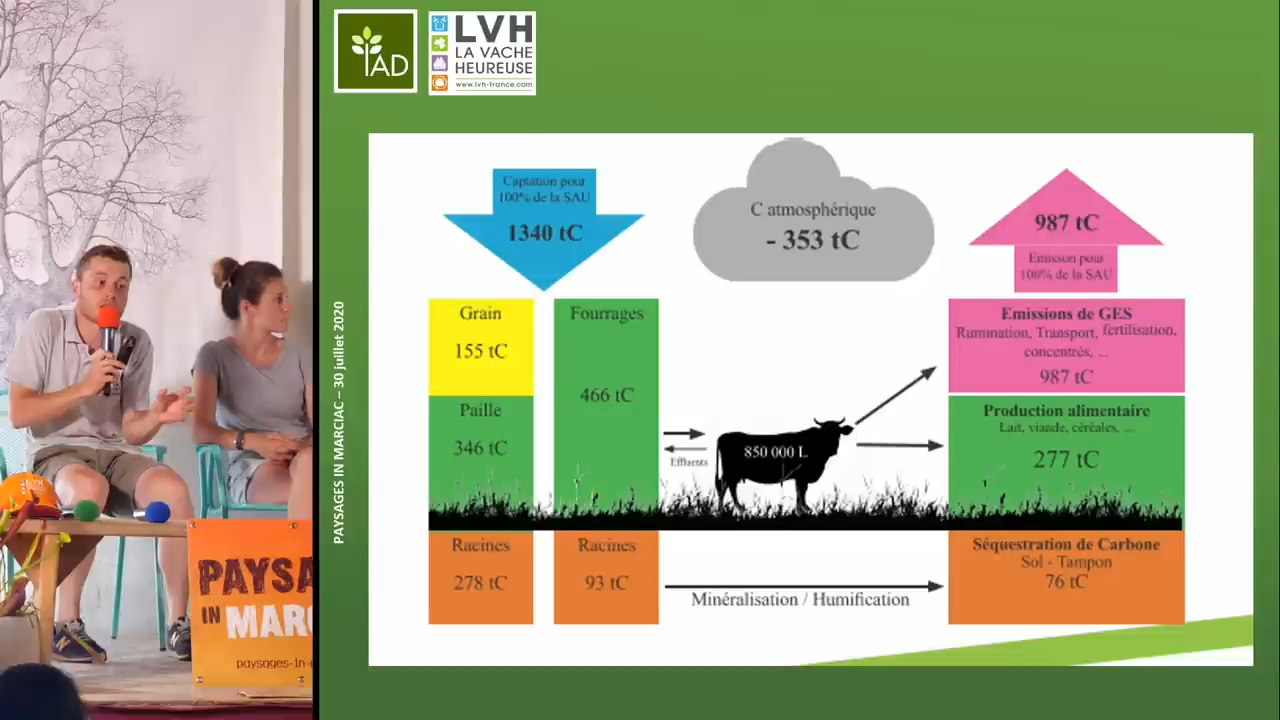 IAD
LVH
LA VACHE
HEUREUSE
www.lvh-france.com
PAYSAGES IN MARCIAC – 30 juillet 2020
Captation pour
100% de la SAU
1340 tC
C atmosphérique
- 353 tC
987 tC
Emission pour
100% de la SAU
Grain
155 tC
Paille
346 tC
Fourrages
466 tC
Effluents
850 000 L
Emissions de GES
Rumination, Transport, fertilisation,
concentrés, ...
987 tC
Production alimentaire
Lait, viande, céréales, ...
277 tC
Racines
278 tC
Racines
93 tC
Minéralisation / Humification
Séquestration de Carbone
Sol - Tampon
76 tC
LVH
PAYSA
IN MARC
paysages-in-